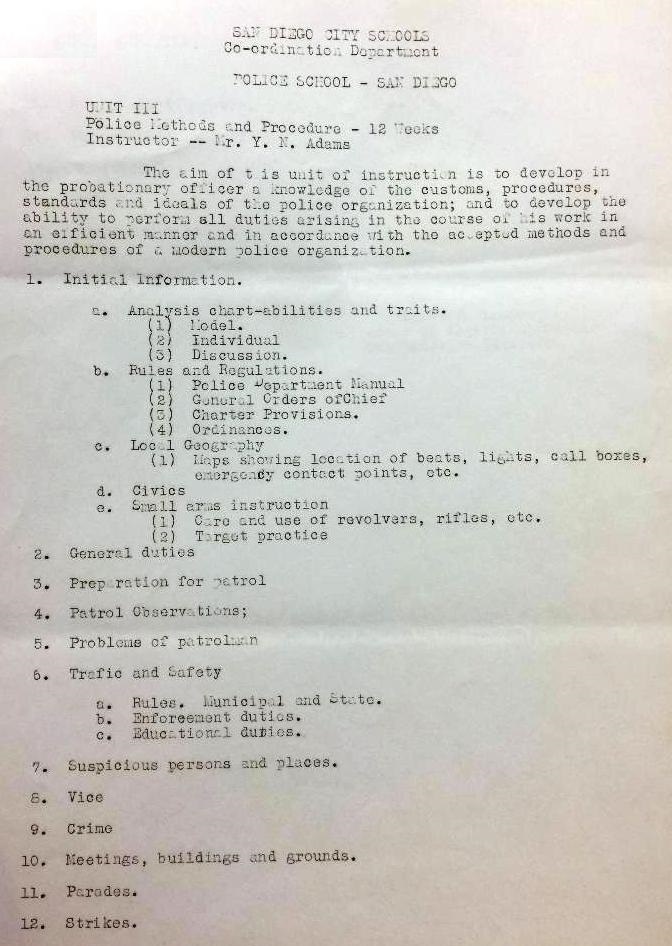 SAN DIEGO CITY SCHOOLS
Co-ordination Department
POLICE SCHOOL - SAN DIEGO
UNIT III
Police Methods and Procedure - 12 Weeks
Instructor -- Mr. Y. N. Adams
The aim of t is unit of instruction is to develop in
the probationary officer a knowledge of the customs, procedures,
standards and ideals of the police organization; and to develop the
ability to perform all duties arising in the course of his work in
an efficient manner and in accordance with the accepted methods and
procedures of a modern police organization.
1. Initial Information.
a. Analysis chart-abilities and traits.
(1) Model.
(2) Individual
(3) Discussion.
b. Rules and Regulations.
(1) Police Department Manual
(2) General Orders ofChief
(3) Charter Provisions.
(4) Ordinances.
c. Local Geography
(1) Maps showing location of beats, lights, call boxes,
emergency contact points, etc.
d. Civics
e. Small arms instruction
(1) Care and use of revolvers, rifles, etc.
(2) Target practice
2. General duties
3. Preparation for patrol
4. Patrol Observations;
5. Problems of patrolman
6. Trafic and Safety
a. Rules. Municipal and State.
b. Enforeement duties.
c. Educational duties.
7. Suspicious persons and places.
8. Vice
9. Crime
10. Meetings, buildings and grounds.
11. Parades.
12. Strikes.